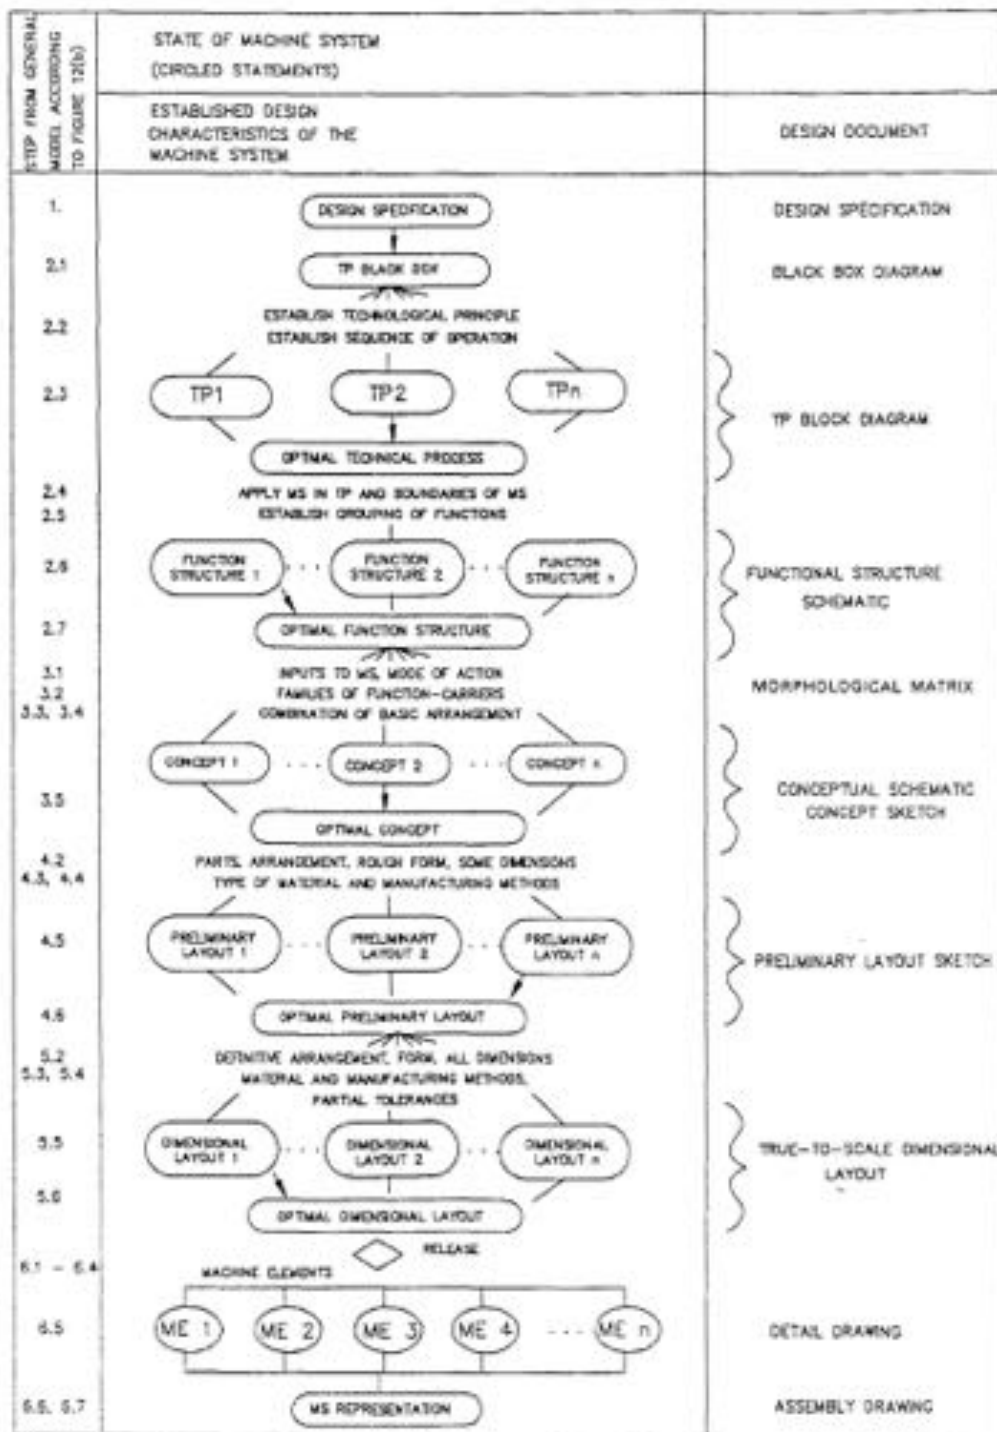 STEP FROM GENERAL
MODEL ACCORDING
TO FIGURE 12(b)
STATE OF MACHINE SYSTEM
(CIRCLED STATEMENTS)
ESTABLISHED DESIGN
CHARACTERISTICS OF THE
MACHINE SYSTEM
DESIGN DOCUMENT
1.
DESIGN SPECIFICATION
DESIGN SPECIFICATION
2.1
TP BLACK BOX
BLACK BOX DIAGRAM
2.2
ESTABLISH TECHNOLOGICAL PRINCIPLE
ESTABLISH SEQUENCE OF OPERATION
2.3
TP1
TP2
TPn
TP BLOCK DIAGRAM
OPTIMAL TECHNICAL PROCESS
2.4
APPLY MS IN TP AND BOUNDARIES OF MS
2.5
ESTABLISH GROUPING OF FUNCTIONS
2.6
FUNCTION
STRUCTURE 1
...
FUNCTION
STRUCTURE 2
...
FUNCTION
STRUCTURE n
FUNCTIONAL STRUCTURE
SCHEMATIC
2.7
OPTIMAL FUNCTION STRUCTURE
3.1
INPUTS TO MS, MODE OF ACTION
3.2
FAMILIES OF FUNCTION-CARRIERS
3.3, 3.4
COMBINATION OF BASIC ARRANGEMENT
MORPHOLOGICAL MATRIX
CONCEPT 1
...
CONCEPT 2
...
CONCEPT n
3.5
CONCEPTUAL SCHEMATIC
CONCEPT SKETCH
OPTIMAL CONCEPT
4.2
PARTS, ARRANGEMENT, ROUGH FORM, SOME DIMENSIONS
4.3, 4.4
TYPE OF MATERIAL AND MANUFACTURING METHODS
4.5
PRELIMINARY
LAYOUT 1
...
PRELIMINARY
LAYOUT 2
...
PRELIMINARY
LAYOUT n
PRELIMINARY LAYOUT SKETCH
4.6
OPTIMAL PRELIMINARY LAYOUT
5.2
DEFINITIVE ARRANGEMENT, FORM, ALL DIMENSIONS
5.3, 5.4
MATERIAL AND MANUFACTURING METHODS,
PARTIAL TOLERANCES
5.5
DIMENSIONAL
LAYOUT 1
...
DIMENSIONAL
LAYOUT 2
...
DIMENSIONAL
LAYOUT n
TRUE-TO-SCALE DIMENSIONAL
LAYOUT
5.6
OPTIMAL DIMENSIONAL LAYOUT
RELEASE
6.1 - 6.4
MACHINE ELEMENTS
6.5
ME 1
ME 2
ME 3
ME 4
...
ME n
DETAIL DRAWING
6.6, 6.7
MS REPRESENTATION
ASSEMBLY DRAWING